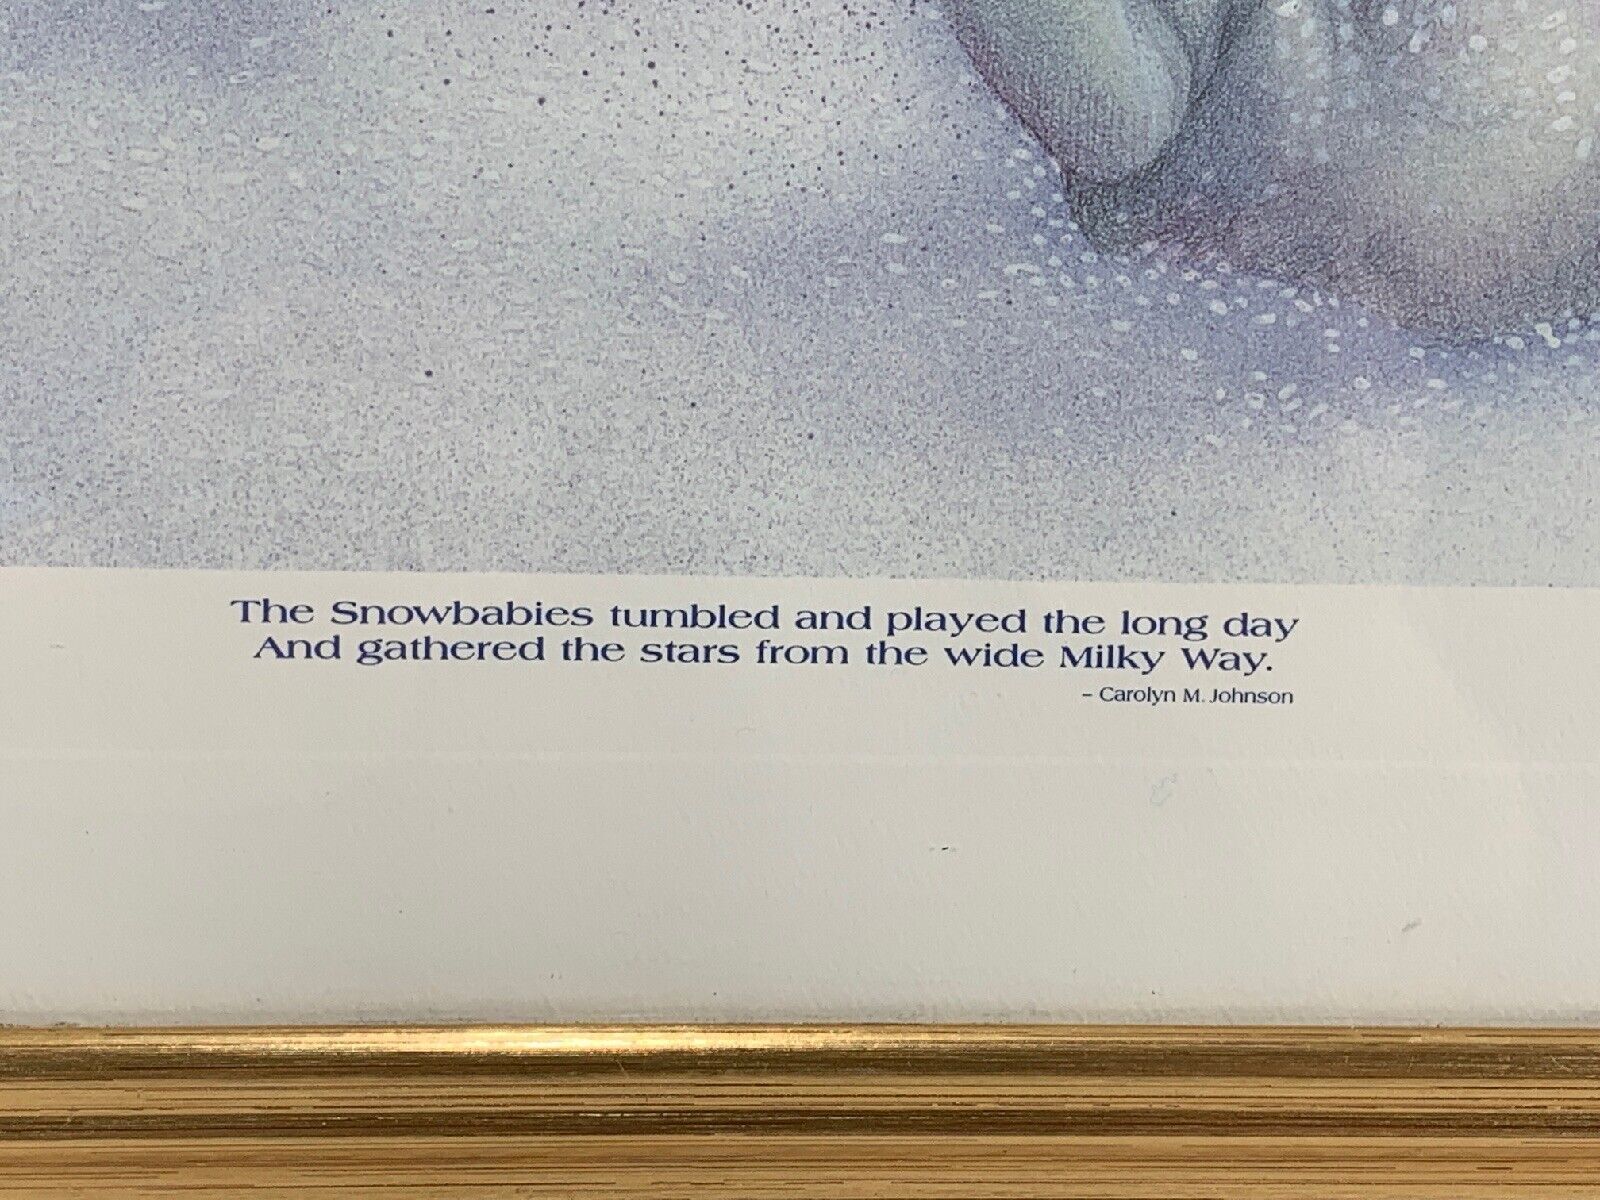 The Snowbabies tumbled and played the long day
And gathered the stars from the wide Milky Way.
– Carolyn M. Johnson